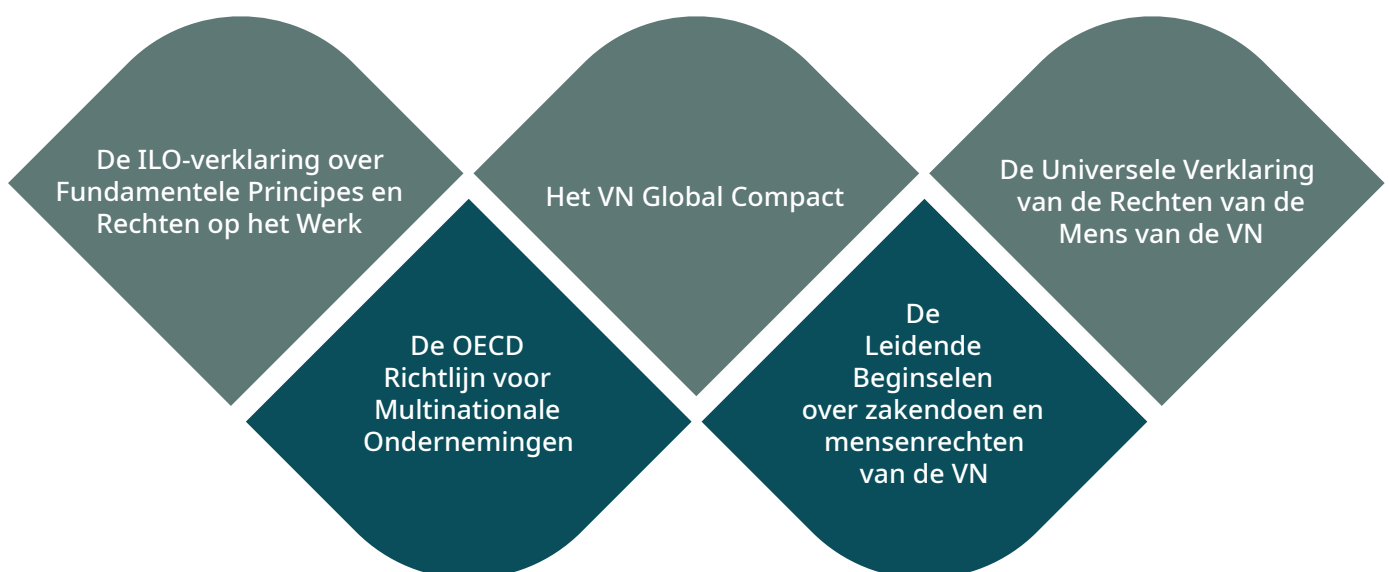 De ILO-verklaring over
Fundamentele Principes en
Rechten op het Werk
Het VN Global Compact
De Universele Verklaring
van de Rechten van de
Mens van de VN
De OECD
Richtlijn voor
Multinationale
Ondernemingen
De
Leidende
Beginselen
over zakendoen en
mensenrechten
van de VN